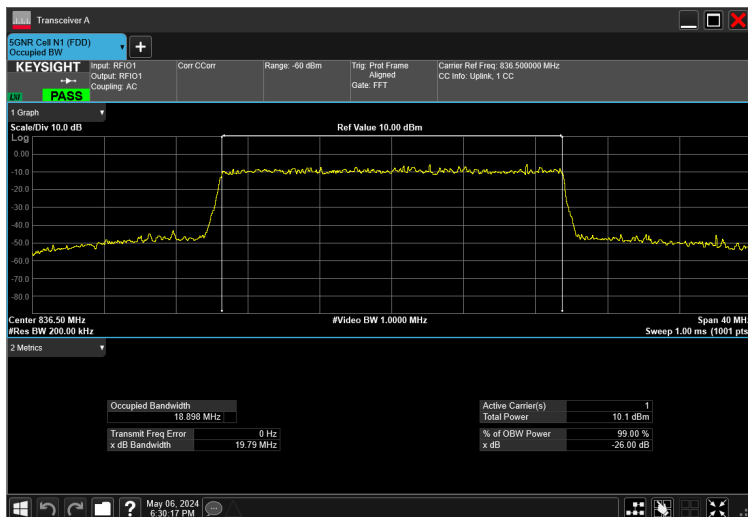 Transceiver A
5GNR Cell N1 (FDD)
Occupied BW
KEYSIGHT
LXI
PASS
Input: RFIO1
Output: RFIO1
Coupling: AC
Corr CCorr
Range: -60 dBm
Trig: Prot Frame
Aligned
Gate: FFT
Carrier Ref Freq: 836.500000 MHz
CC Info: Uplink, 1 CC
1 Graph
Scale/Div 10.0 dB
Ref Value 10.00 dBm
Log
0.00
-10.0
-20.0
-30.0
-40.0
-50.0
-60.0
-70.0
-80.0
Center 836.50 MHz
#Video BW 1.0000 MHz
Span 40 MH
#Res BW 200.00 kHz
Sweep 1.00 ms (1001 pts
2 Metrics
Occupied Bandwidth
18.898 MHz
Transmit Freq Error 0 Hz
x dB Bandwidth 19.79 MHz
Active Carrier(s) 1
Total Power 10.1 dBm
% of OBW Power 99.00 %
x dB -26.00 dB
?
May 06, 2024
6:30:17 PM